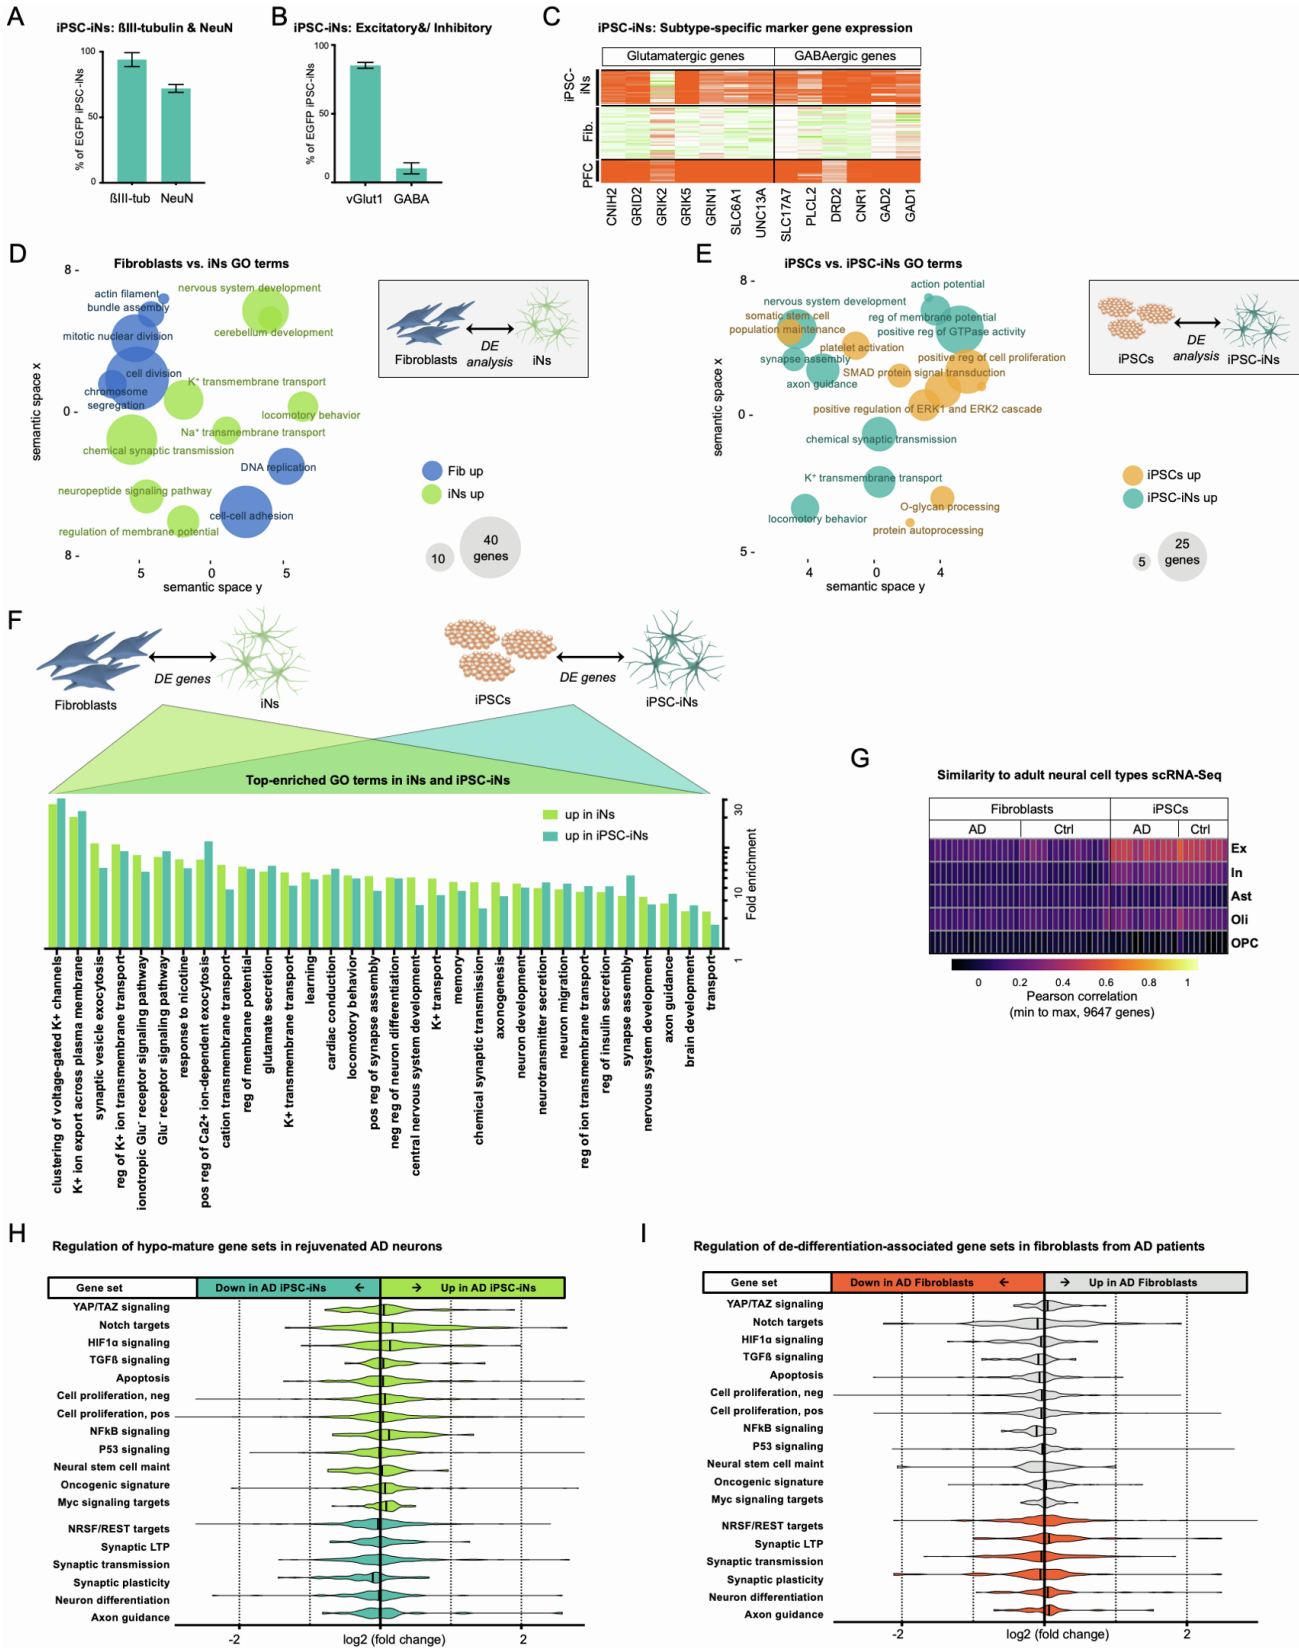 A
iPSC-iNs: ßIII-tubulin & NeuN
% of EGFP iPSC-iNs
100
50
0
ßIII-tub NeuN
B
iPSC-iNs: Excitatory&/ Inhibitory
% of EGFP iPSC-iNs
100
50
0
vGlut1 GABA
C
iPSC-iNs: Subtype-specific marker gene expression
Glutamatergic genes GABAergic genes
iPSC-
iNs
Fib.
PFC
CNIH2
GRID2
GRIK2
GRIK5
GRIN1
SLC6A1
UNC13A
SLC17A7
PLCL2
DRD2
CNR1
GAD2
GAD1
D
Fibroblasts vs. iNs GO terms
8 -
0 -
8 -
semantic space x
actin filament
bundle assembly
mitotic nuclear division
cell division
chromosome
segregation
nervous system development
cerebellum development
K⁺ transmembrane transport
locomotory behavior
Na⁺ transmembrane transport
chemical synaptic transmission
DNA replication
neuropeptide signaling pathway
cell-cell adhesion
regulation of membrane potential
5 0 5
semantic space y
Fibroblasts
DE
analysis
iNs
Fib up
iNs up
10
40
genes
E
iPSCs vs. iPSC-iNs GO terms
8 -
0 -
5 -
semantic space x
action potential
nervous system development
reg of membrane potential
somatic stem cell
population maintenance
positive reg of GTPase activity
platelet activation
synapse assembly
positive reg of cell proliferation
SMAD protein signal transduction
axon guidance
positive regulation of ERK1 and ERK2 cascade
chemical synaptic transmission
K⁺ transmembrane transport
O-glycan processing
locomotory behavior
protein autoprocessing
4 0 4
semantic space y
iPSCs
DE
analysis
iPSC-iNs
iPSCs up
iPSC-iNs up
5
25
genes
F
Fibroblasts
DE genes
iNs
iPSCs
DE genes
iPSC-iNs
Top-enriched GO terms in iNs and iPSC-iNs
up in iNs
up in iPSC-iNs
30
10
1
Fold enrichment
clustering of voltage-gated K+ channels
K+ ion export across plasma membrane
synaptic vesicle exocytosis
reg of K+ ion transmembrane transport
ionotropic Glu⁻ receptor signaling pathway
Glu⁻ receptor signaling pathway
response to nicotine
pos reg of Ca2+ ion-dependent exocytosis
cation transmembrane transport
reg of membrane potential
glutamate secretion
K+ transmembrane transport
learning
cardiac conduction
locomotory behavior
pos reg of synapse assembly
neg reg of neuron differentiation
central nervous system development
K+ transport
memory
chemical synaptic transmission
axonogenesis
neuron development
neurotransmitter secretion
neuron migration
reg of ion transmembrane transport
reg of insulin secretion
synapse assembly
nervous system development
axon guidance
brain development
transport
G
Similarity to adult neural cell types scRNA-Seq
Fibroblasts iPSCs
AD Ctrl AD Ctrl
Ex
In
Ast
Oli
OPC
0 0.2 0.4 0.6 0.8 1
Pearson correlation
(min to max, 9647 genes)
H
Regulation of hypo-mature gene sets in rejuvenated AD neurons
Gene set Down in AD iPSC-iNs ← → Up in AD iPSC-iNs
YAP/TAZ signaling
Notch targets
HIF1α signaling
TGFß signaling
Apoptosis
Cell proliferation, neg
Cell proliferation, pos
NFkB signaling
P53 signaling
Neural stem cell maint
Oncogenic signature
Myc signaling targets
NRSF/REST targets
Synaptic LTP
Synaptic transmission
Synaptic plasticity
Neuron differentiation
Axon guidance
-2 2
log2 (fold change)
I
Regulation of de-differentiation-associated gene sets in fibroblasts from AD patients
Gene set Down in AD Fibroblasts ← → Up in AD Fibroblasts
YAP/TAZ signaling
Notch targets
HIF1α signaling
TGFß signaling
Apoptosis
Cell proliferation, neg
Cell proliferation, pos
NFkB signaling
P53 signaling
Neural stem cell maint
Oncogenic signature
Myc signaling targets
NRSF/REST targets
Synaptic LTP
Synaptic transmission
Synaptic plasticity
Neuron differentiation
Axon guidance
-2 2
log2 (fold change)